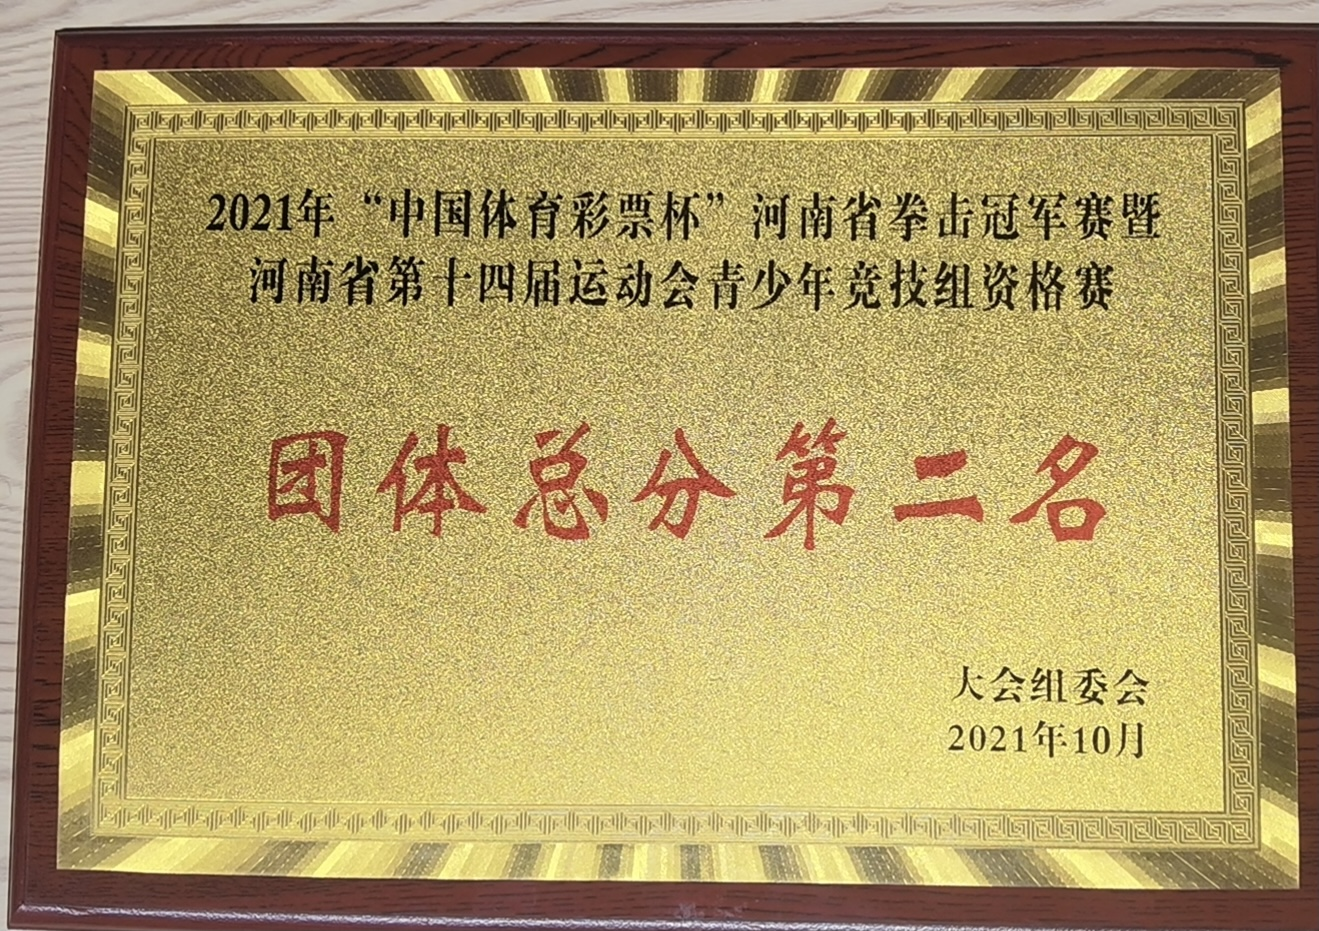 2021年“中国体育彩票杯”河南省拳击冠军赛暨
河南省第十四届运动会青少年竞技组资格赛
团体总分第二名
大会组委会
2021年10月